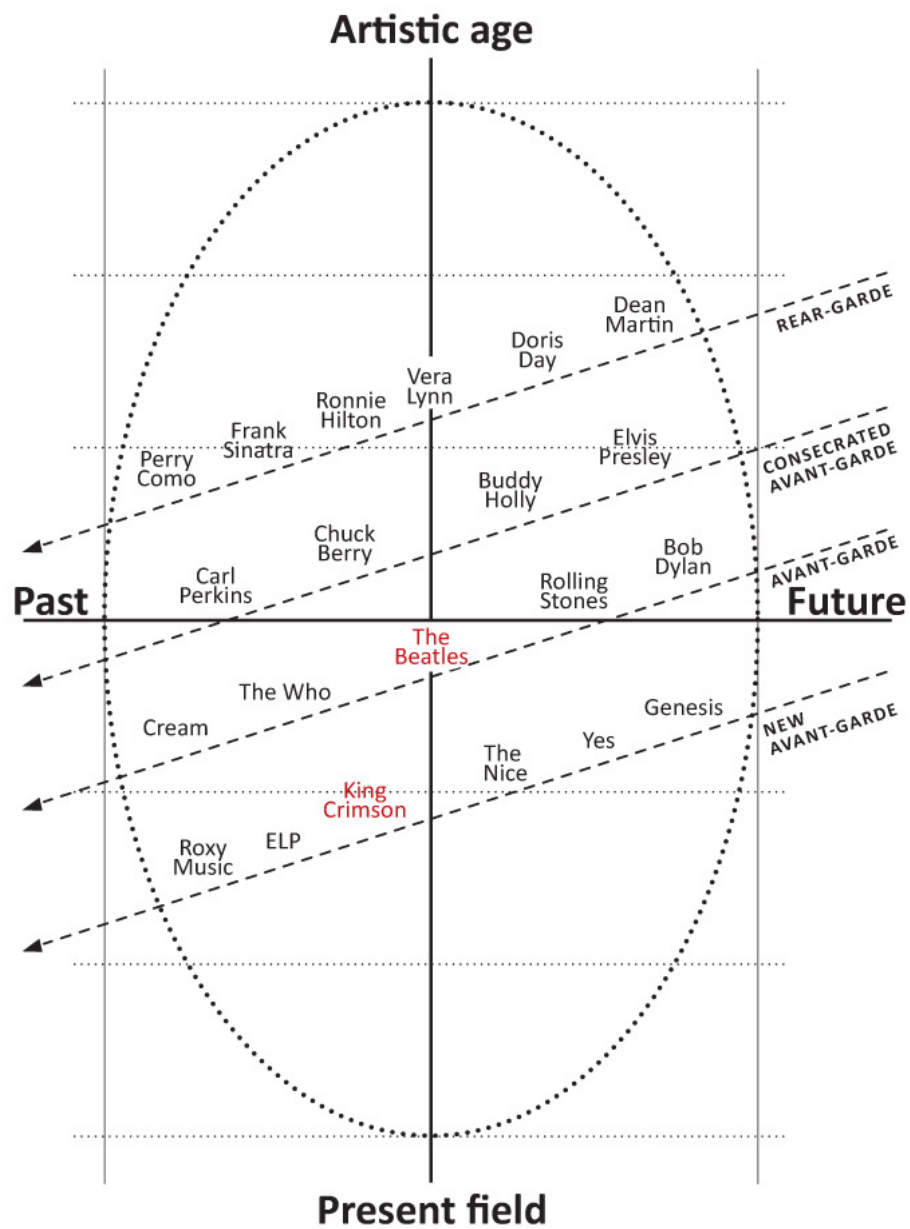 Artistic age
Dean
Martin
REAR-GARDE
Doris
Day
Vera
Lynn
Ronnie
Hilton
Frank
Sinatra
Perry
Como
Elvis
Presley
CONSECRATED
AVANT-GARDE
Buddy
Holly
Chuck
Berry
Carl
Perkins
Bob
Dylan
AVANT-GARDE
Rolling
Stones
Past
Future
The
Beatles
The Who
Cream
Genesis
NEW
AVANT-GARDE
Yes
The
Nice
King
Crimson
ELP
Roxy
Music
Present field